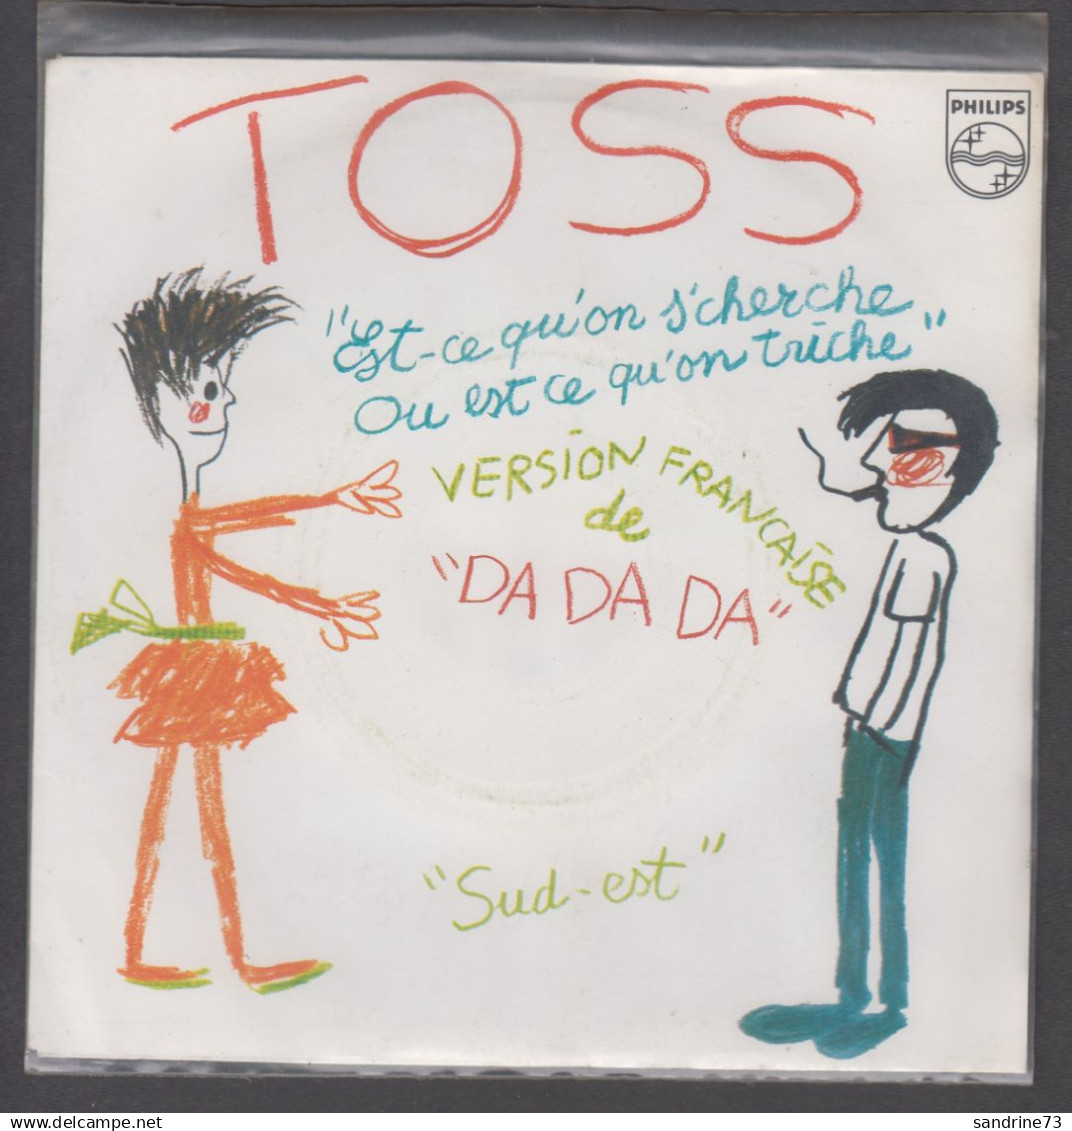 TOSS
PHILIPS
"Est-ce qu'on s'cherche
Ou est ce qu'on triche"
VERSION FRANCAISE
de
"DA DA DA"
"Sud-est"
www.delcampe.net
sandrine73